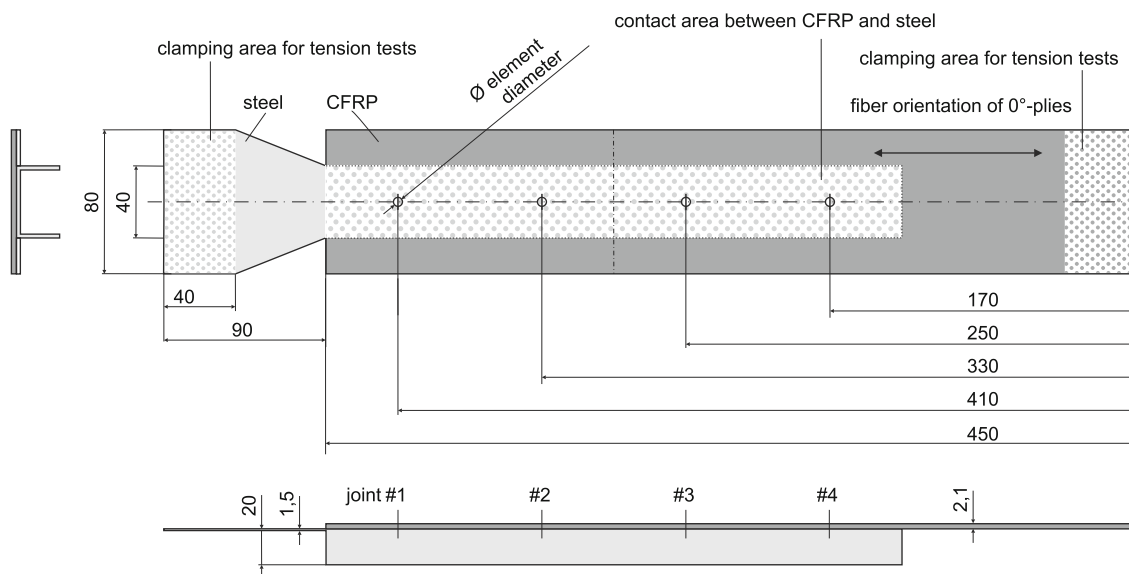 contact area between CFRP and steel
clamping area for tension tests
Ø element
diameter
clamping area for tension tests
steel
CFRP
fiber orientation of 0°-plies
80
40
40
90
170
250
330
410
450
joint #1
#2
#3
#4
20
1,5
2,1